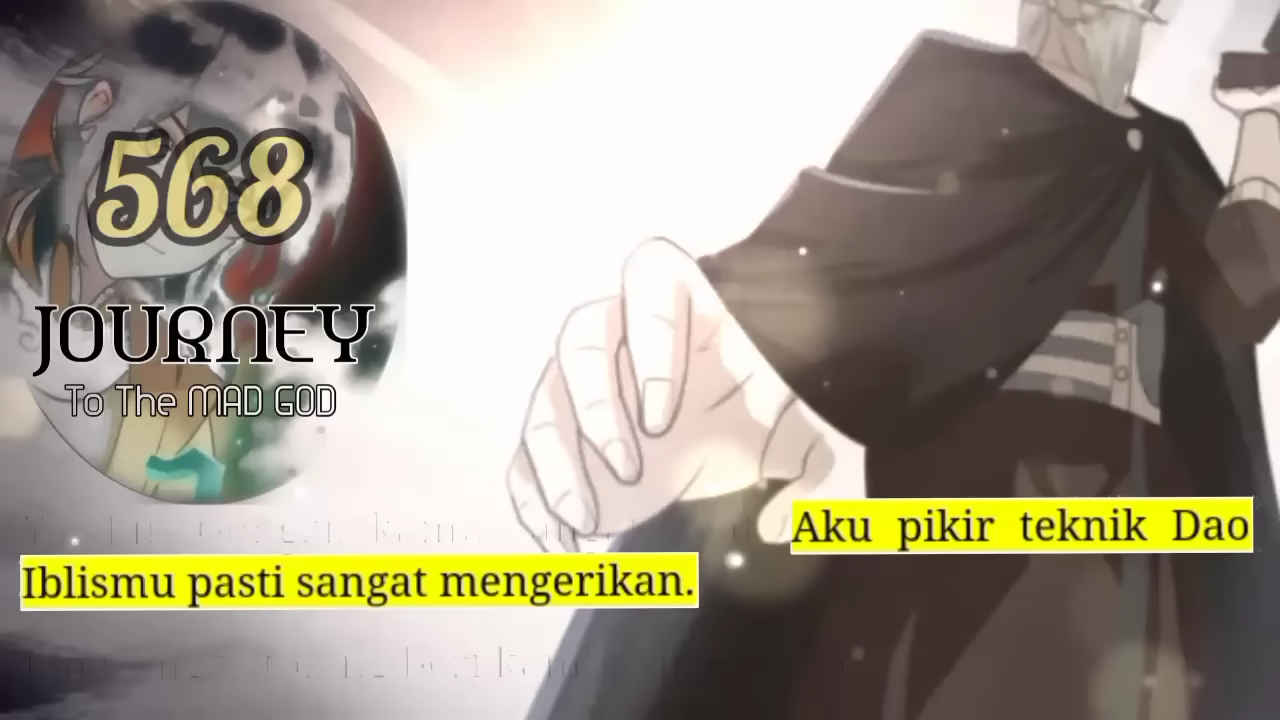 568
JOURNEY
To The MAD GOD
Aku pikir teknik Dao
Iblismu pasti sangat mengerikan.